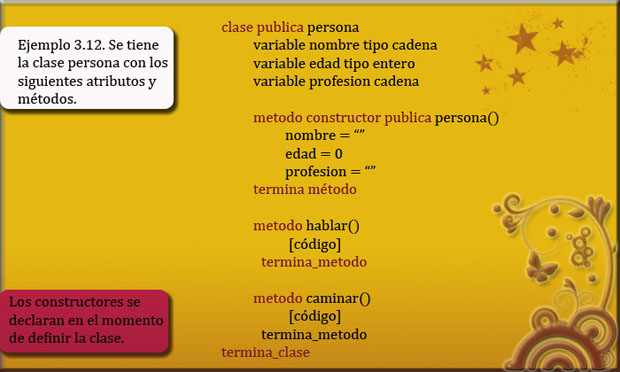 Ejemplo 3.12. Se tiene
la clase persona con los
siguientes atributos y
métodos.
clase publica persona
variable nombre tipo cadena
variable edad tipo entero
variable profesion cadena
metodo constructor publica persona()
nombre = “”
edad = 0
profesion = “”
termina método
metodo hablar()
[código]
termina_metodo
metodo caminar()
[código]
termina_metodo
termina_clase
Los constructores se
declaran en el momento
de definir la clase.